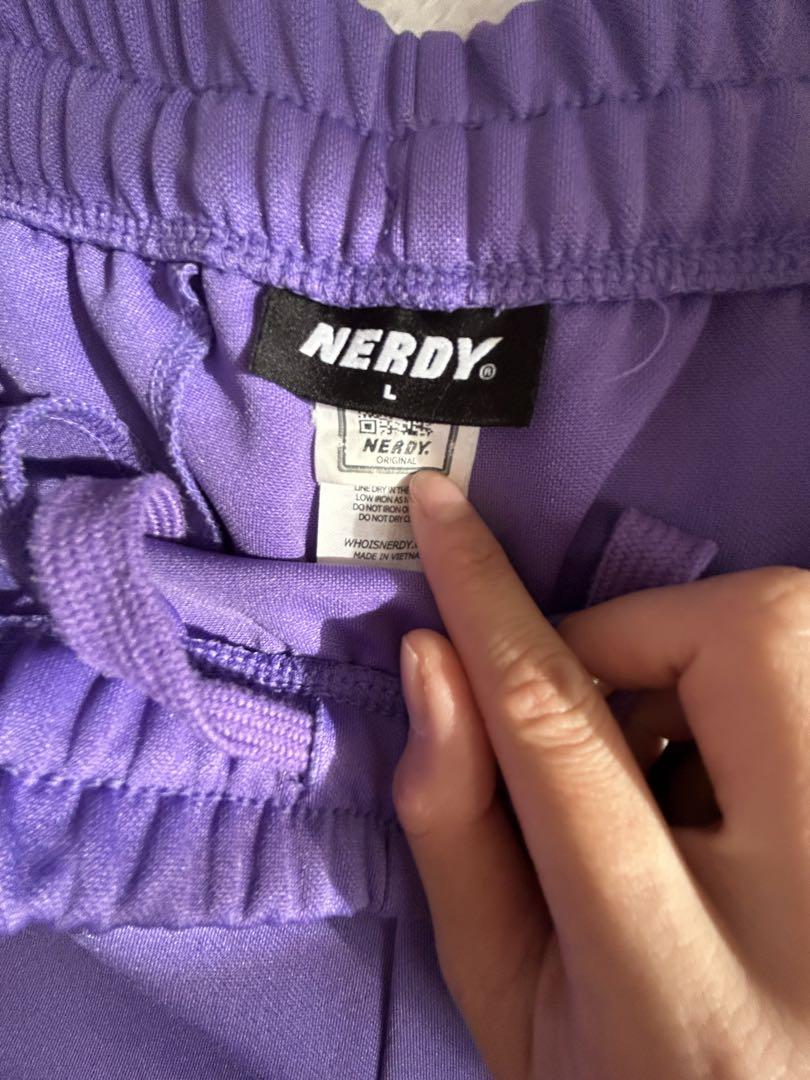 NERDY®
L
NERDY.
ORIGINAL
LINE DRY IN THE
LOW IRON AS
DO NOT IRON
DO NOT DRY
WHOISNERDY.
MADE IN VIETNA